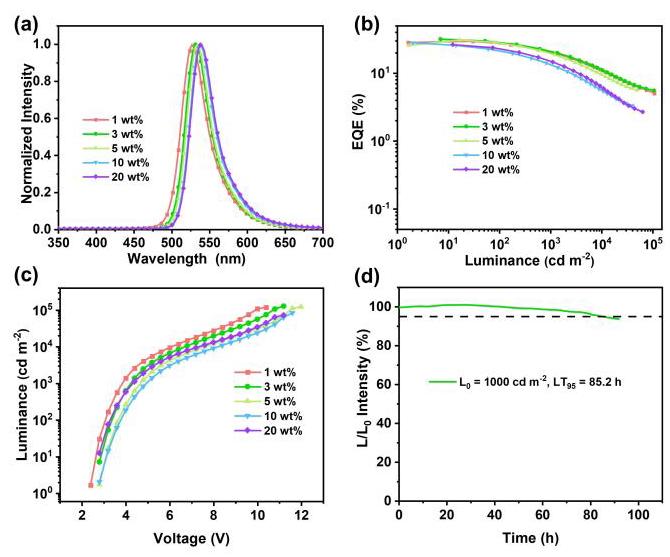 (a)
Normalized Intensity
1.0
0.8
0.6
0.4
0.2
0.0
1 wt%
3 wt%
5 wt%
10 wt%
20 wt%
350 400 450 500 550 600 650 700
Wavelength (nm)
(b)
EQE (%)
10¹
10⁰
10⁻¹
1 wt%
3 wt%
5 wt%
10 wt%
20 wt%
10⁰ 10¹ 10² 10³ 10⁴ 10⁵
Luminance (cd m⁻²)
(c)
Luminance (cd m⁻²)
10⁵
10⁴
10³
10²
10¹
10⁰
1 wt%
3 wt%
5 wt%
10 wt%
20 wt%
2 4 6 8 10 12
Voltage (V)
(d)
L/L₀ Intensity (%)
100
80
60
40
20
0
L₀ = 1000 cd m⁻², LT₉₅ = 85.2 h
0 20 40 60 80 100
Time (h)